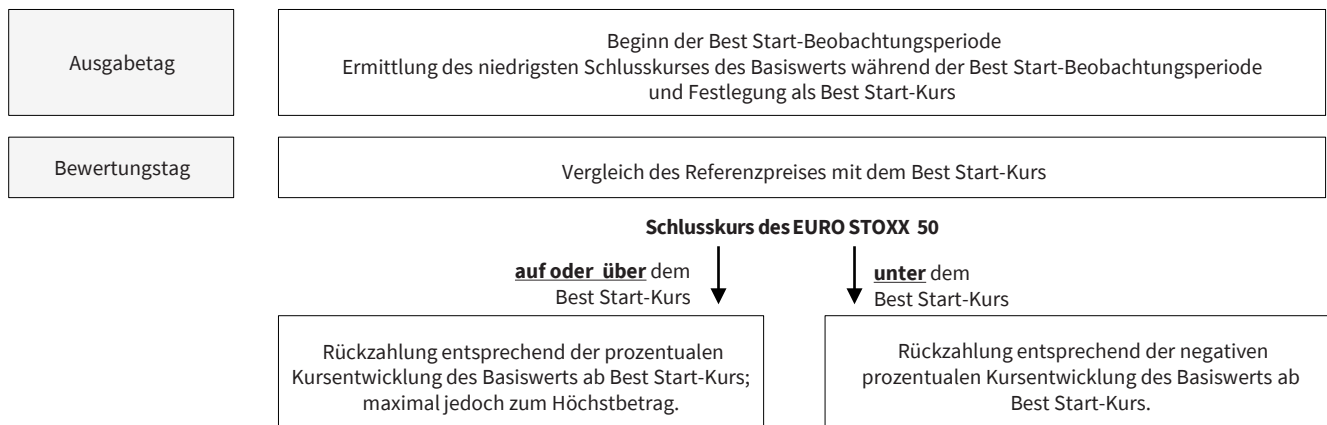 Ausgabetag
Beginn der Best Start-Beobachtungsperiode
Ermittlung des niedrigsten Schlusskurses des Basiswerts während der Best Start-Beobachtungsperiode
und Festlegung als Best Start-Kurs
Bewertungstag
Vergleich des Referenzpreises mit dem Best Start-Kurs
Schlusskurs des EURO STOXX 50
auf oder über dem
Best Start-Kurs
unter dem
Best Start-Kurs
Rückzahlung entsprechend der prozentualen
Kursentwicklung des Basiswerts ab Best Start-Kurs;
maximal jedoch zum Höchstbetrag.
Rückzahlung entsprechend der negativen
prozentualen Kursentwicklung des Basiswerts ab
Best Start-Kurs.